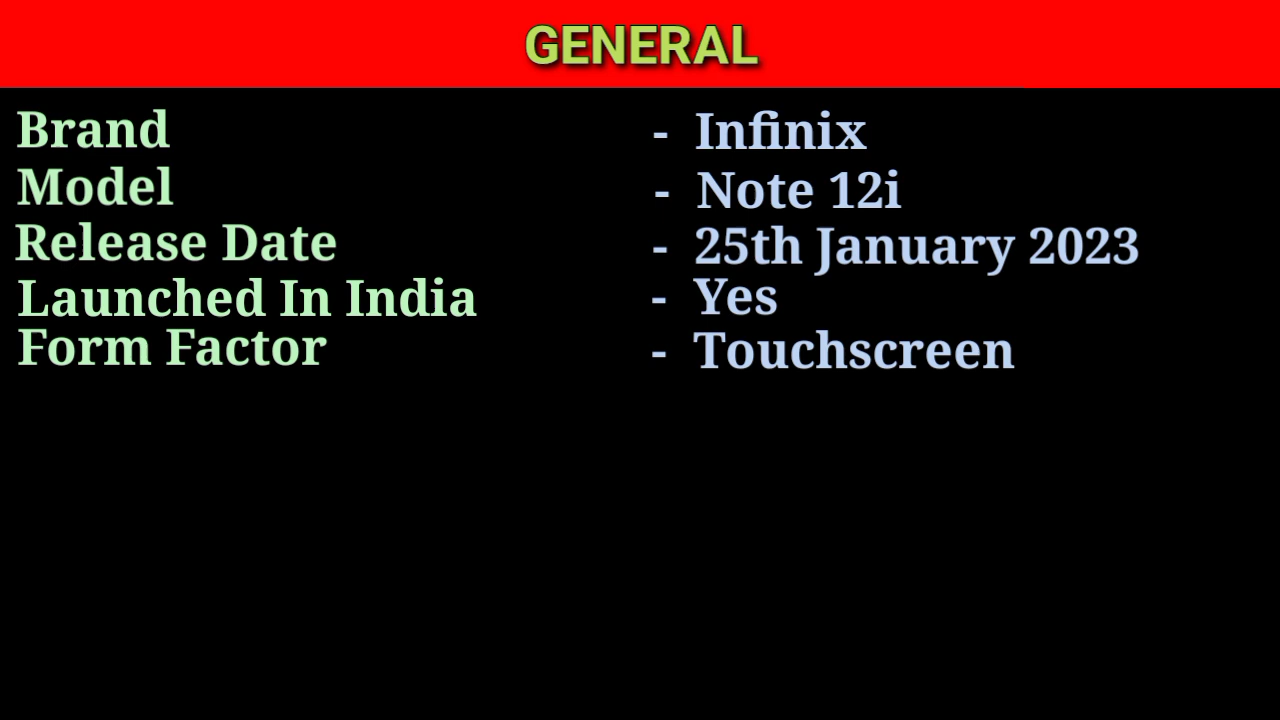 GENERAL
Brand - Infinix
Model - Note 12i
Release Date - 25th January 2023
Launched In India - Yes
Form Factor - Touchscreen